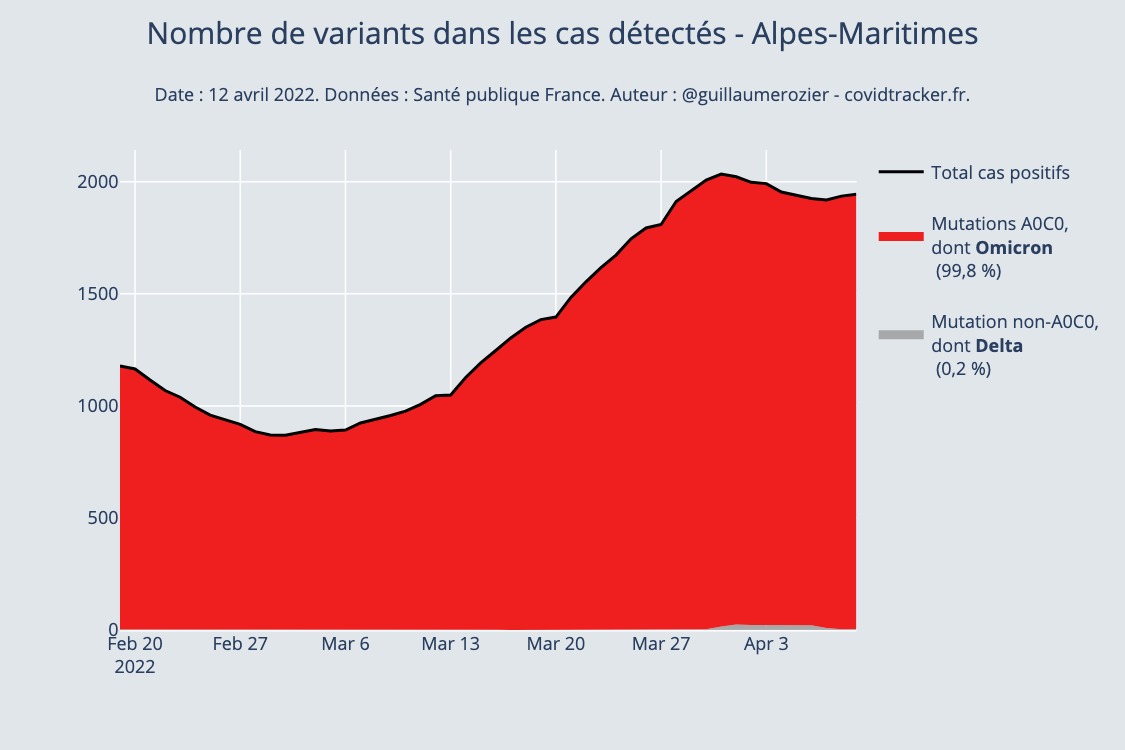 Nombre de variants dans les cas détectés - Alpes-Maritimes
Date : 12 avril 2022. Données : Santé publique France. Auteur : @guillaumerozier - covidtracker.fr.
2000
1500
1000
500
0
Feb 20
2022
Feb 27
Mar 6
Mar 13
Mar 20
Mar 27
Apr 3
Total cas positifs
Mutations A0C0,
dont Omicron
(99,8 %)
Mutation non-A0C0,
dont Delta
(0,2 %)